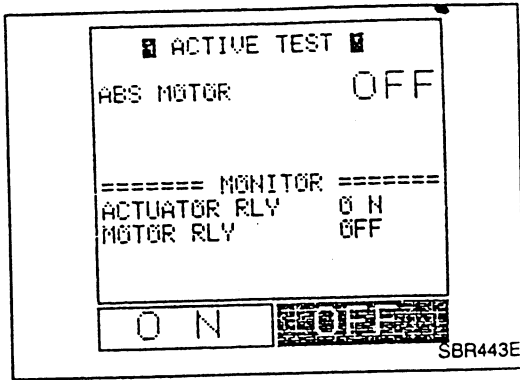 ACTIVE TEST
ABS MOTOR OFF
======= MONITOR =======
ACTUATOR RLY ON
MOTOR RLY OFF
ON
SBR443E